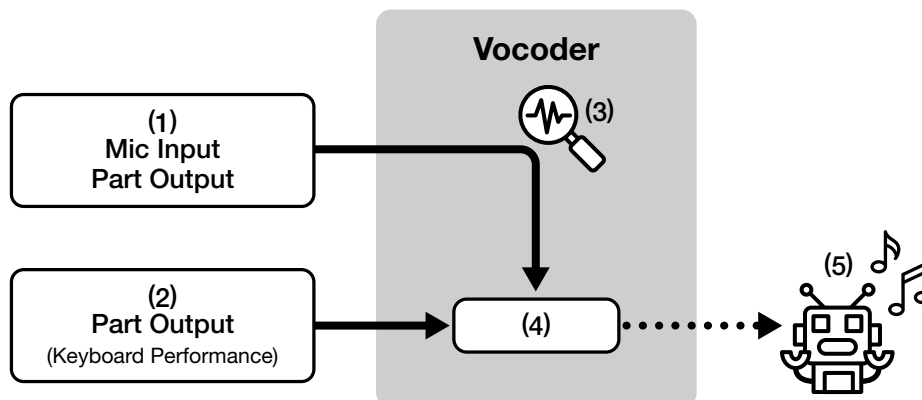 Vocoder
(1)
Mic Input
Part Output
(3)
(2)
Part Output
(Keyboard Performance)
(4)
(5)